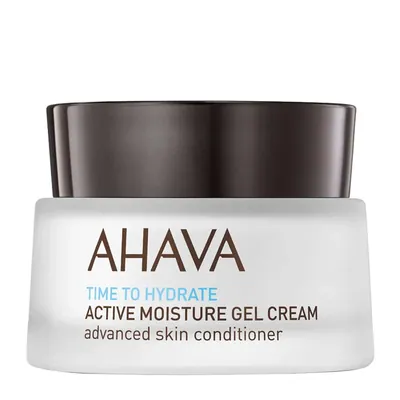 AHAVA
TIME TO HYDRATE
ACTIVE MOISTURE GEL CREAM
advanced skin conditioner